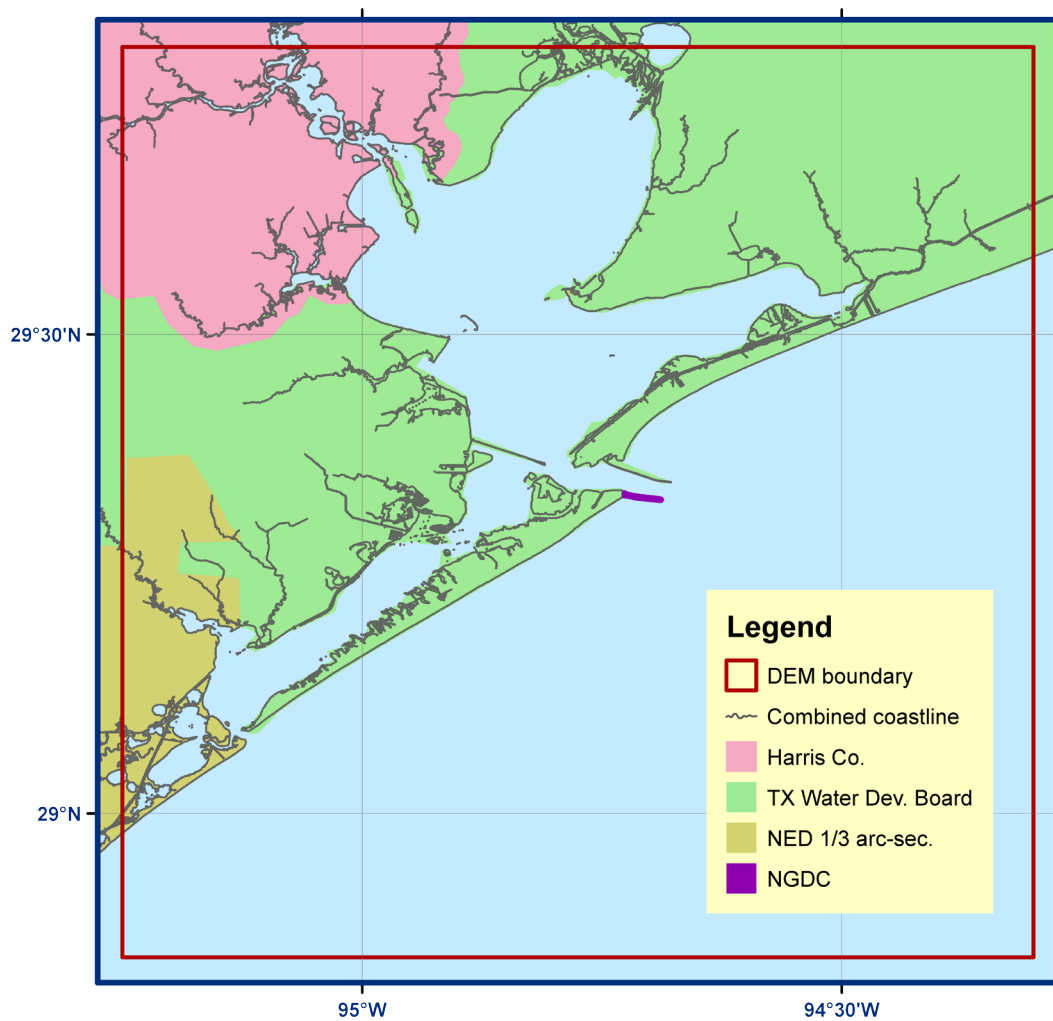 29°30'N
29°N
Legend
DEM boundary
Combined coastline
Harris Co.
TX Water Dev. Board
NED 1/3 arc-sec.
NGDC
95°W
94°30'W